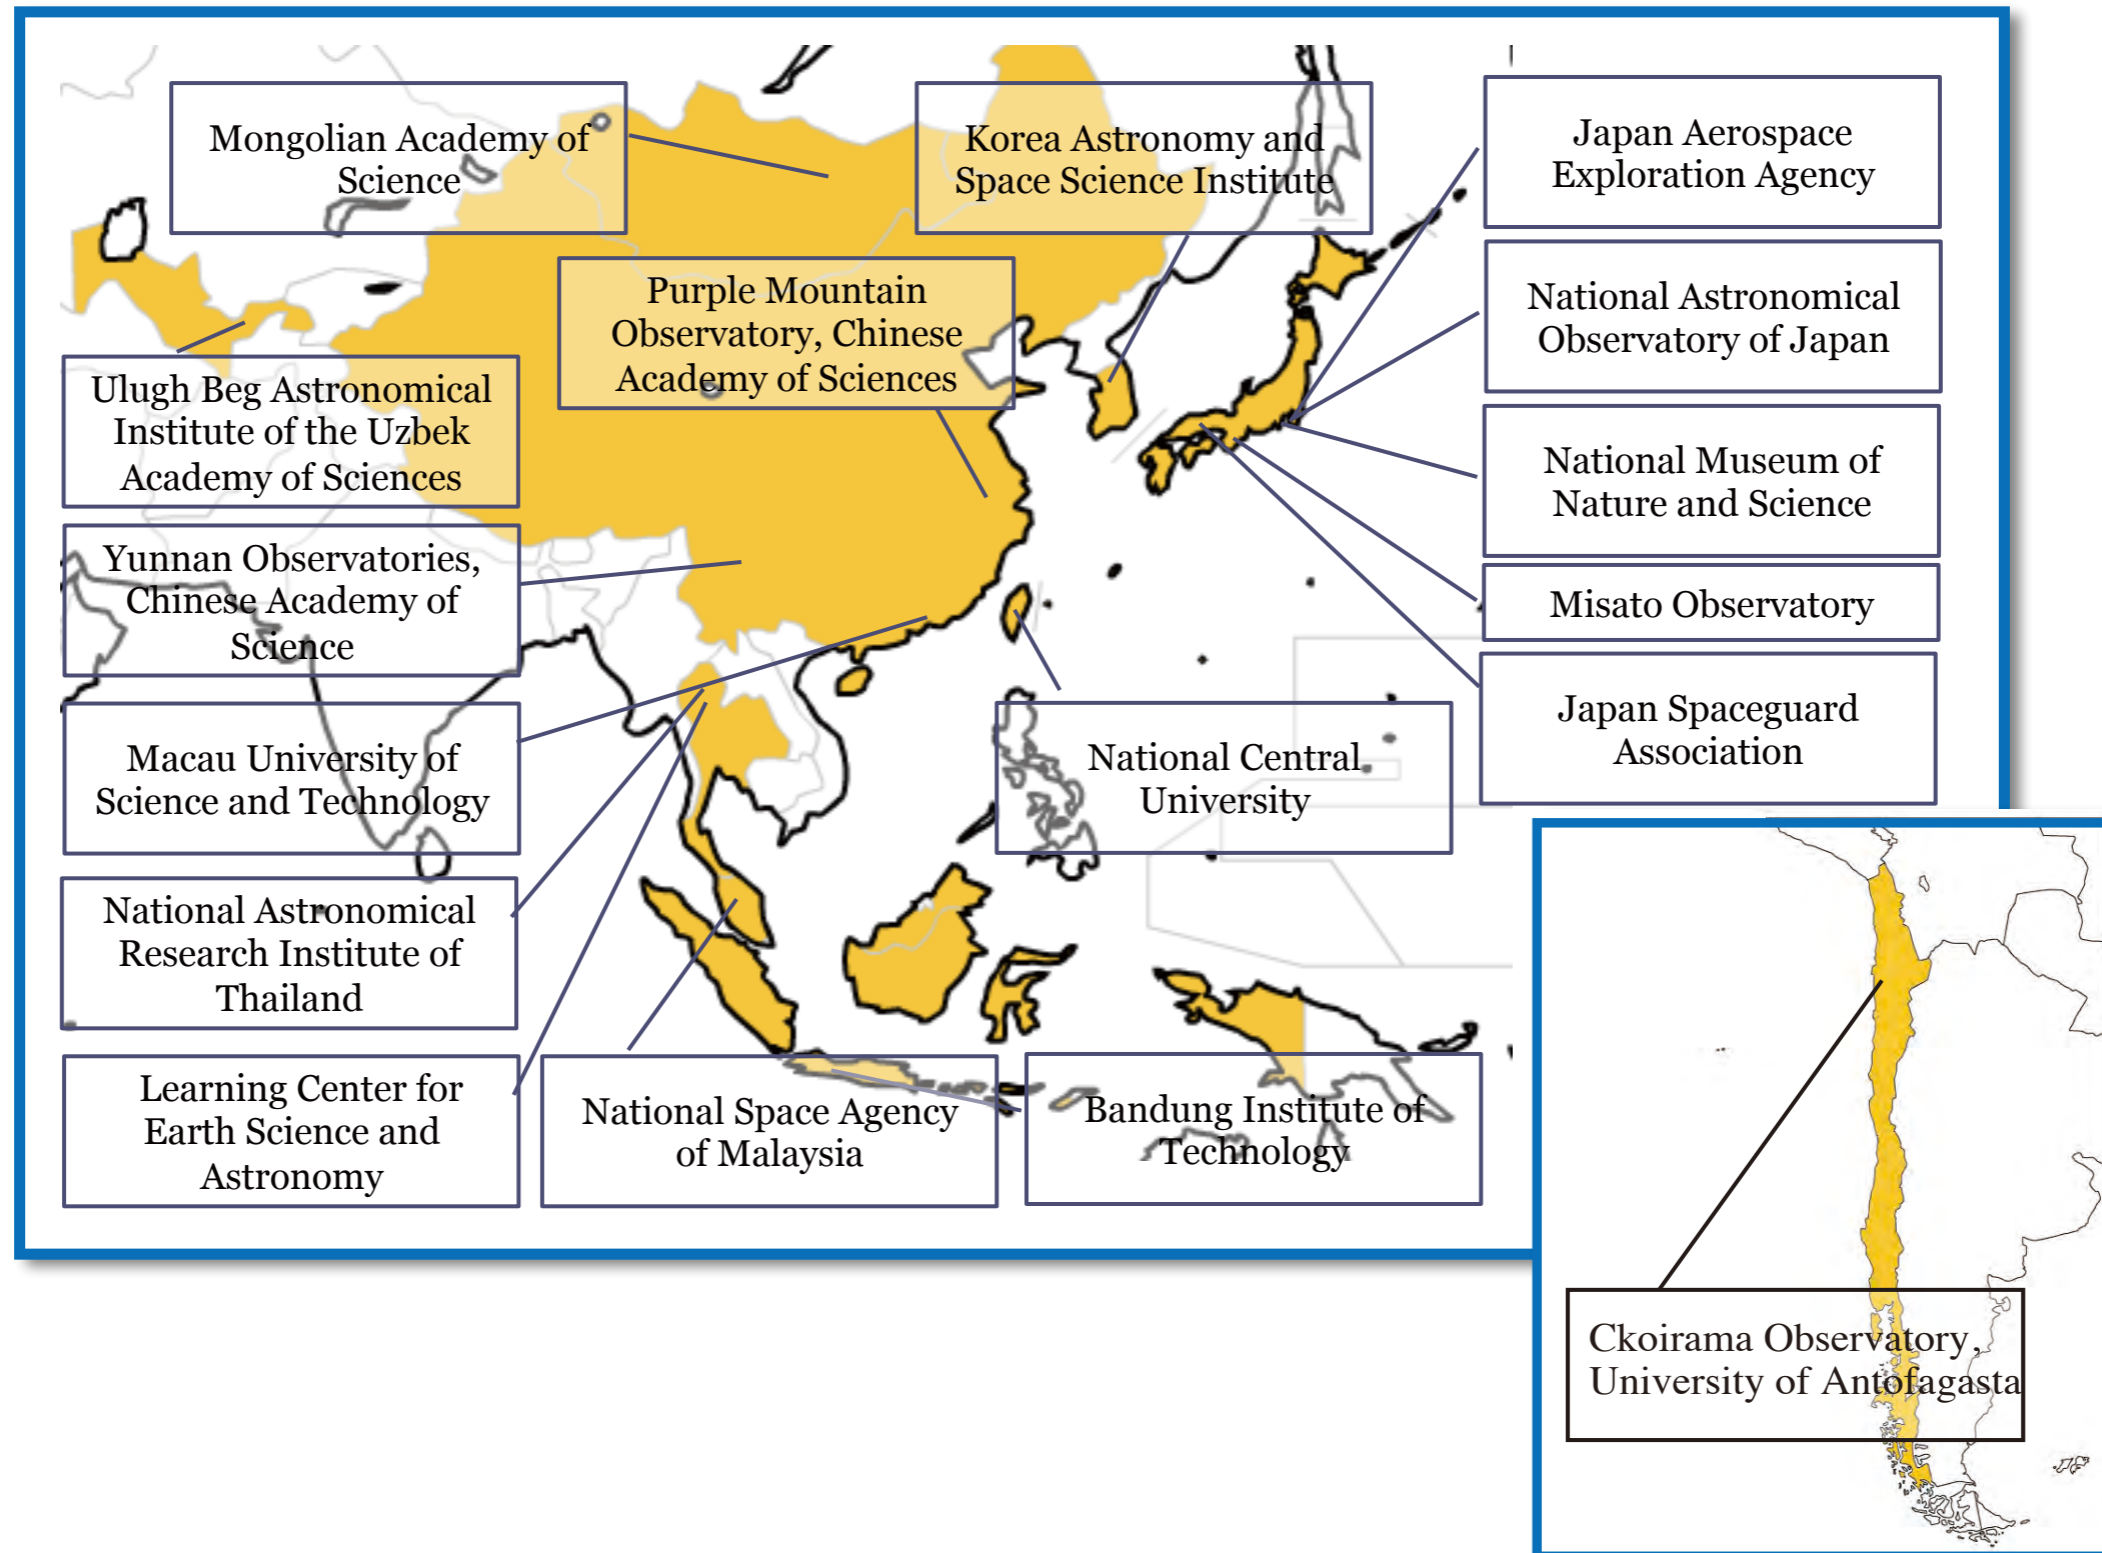 Mongolian Academy of
Science
Korea Astronomy and
Space Science Institute
Japan Aerospace
Exploration Agency
Purple Mountain
Observatory, Chinese
Academy of Sciences
National Astronomical
Observatory of Japan
Ulugh Beg Astronomical
Institute of the Uzbek
Academy of Sciences
National Museum of
Nature and Science
Yunnan Observatories,
Chinese Academy of
Science
Misato Observatory
Macau University of
Science and Technology
National Central
University
Japan Spaceguard
Association
National Astronomical
Research Institute of
Thailand
Learning Center for
Earth Science and
Astronomy
National Space Agency
of Malaysia
Bandung Institute of
Technology
Ckoirama Observatory,
University of Antofagasta